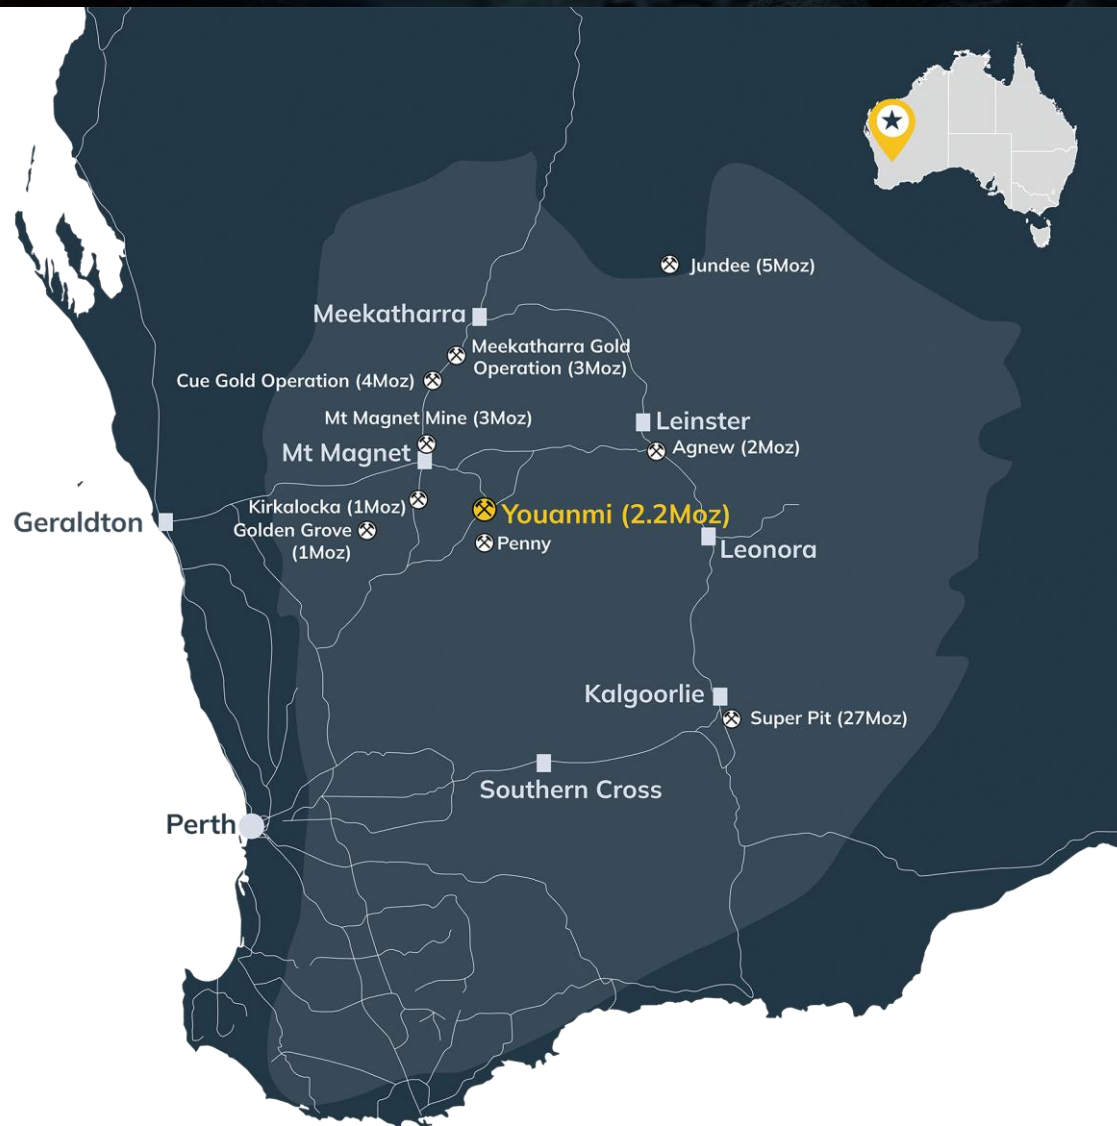 Jundee (5Moz)
Meekatharra
Meekatharra Gold
Operation (3Moz)
Cue Gold Operation (4Moz)
Mt Magnet Mine (3Moz)
Leinster
Agnew (2Moz)
Mt Magnet
Kirkalocka (1Moz)
Youanmi (2.2Moz)
Geraldton
Golden Grove
(1Moz)
Penny
Leonora
Kalgoorlie
Super Pit (27Moz)
Southern Cross
Perth